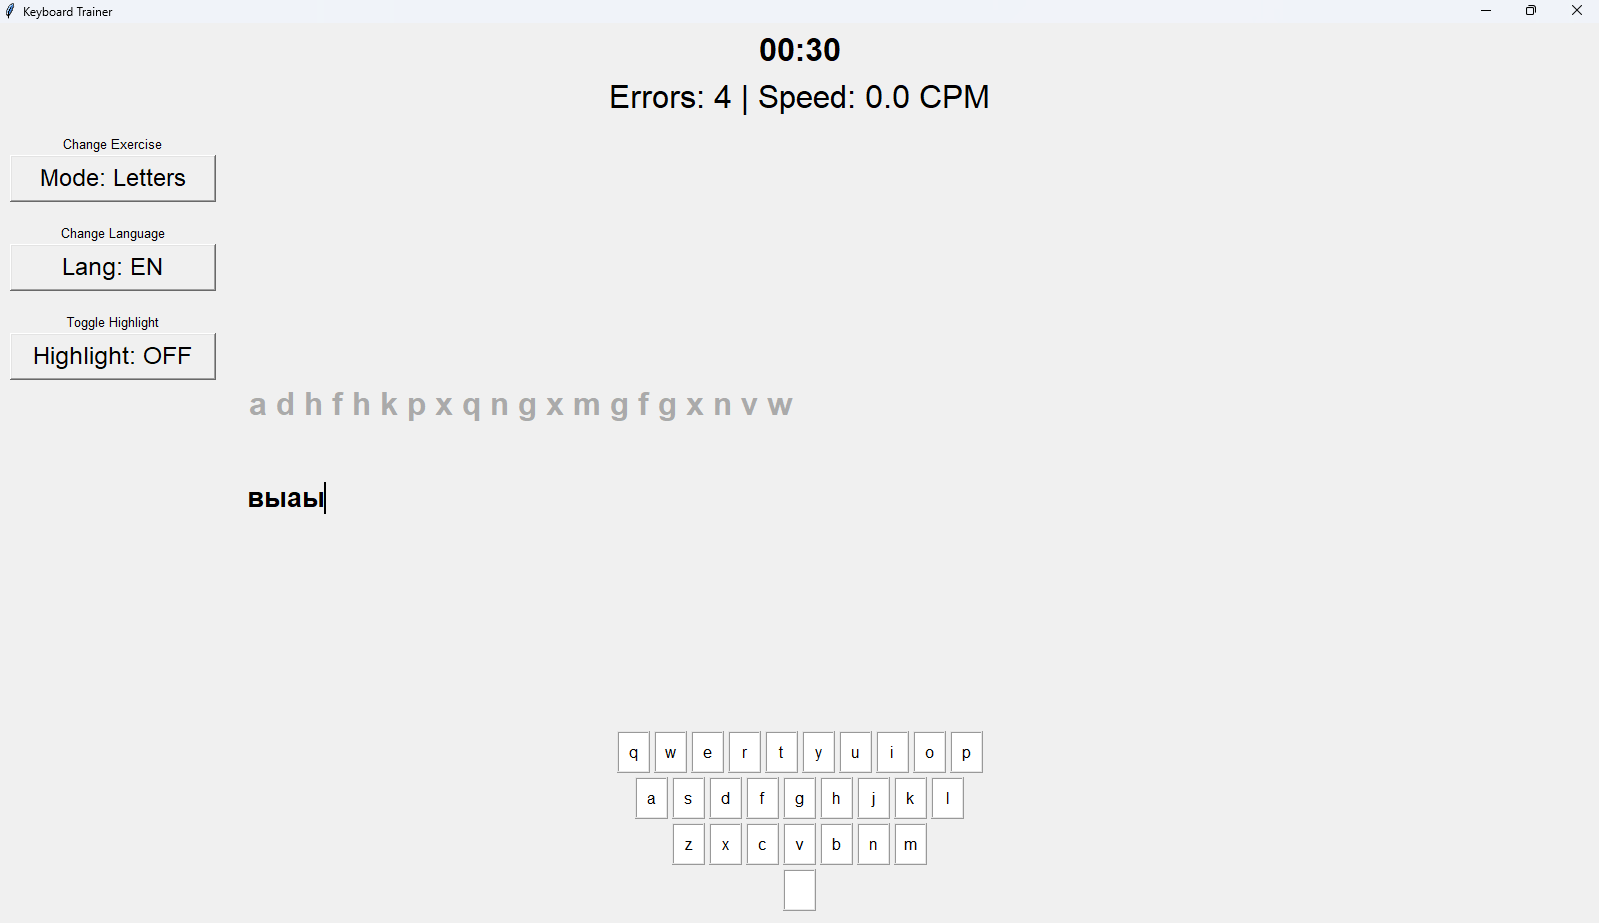 Keyboard Trainer
00:30
Errors: 4 | Speed: 0.0 CPM
Change Exercise
Mode: Letters
Change Language
Lang: EN
Toggle Highlight
Highlight: OFF
a d h f h k p x q n g x m g f g x n v w
выаы
q w e r t y u i o p
a s d f g h j k l
z x c v b n m